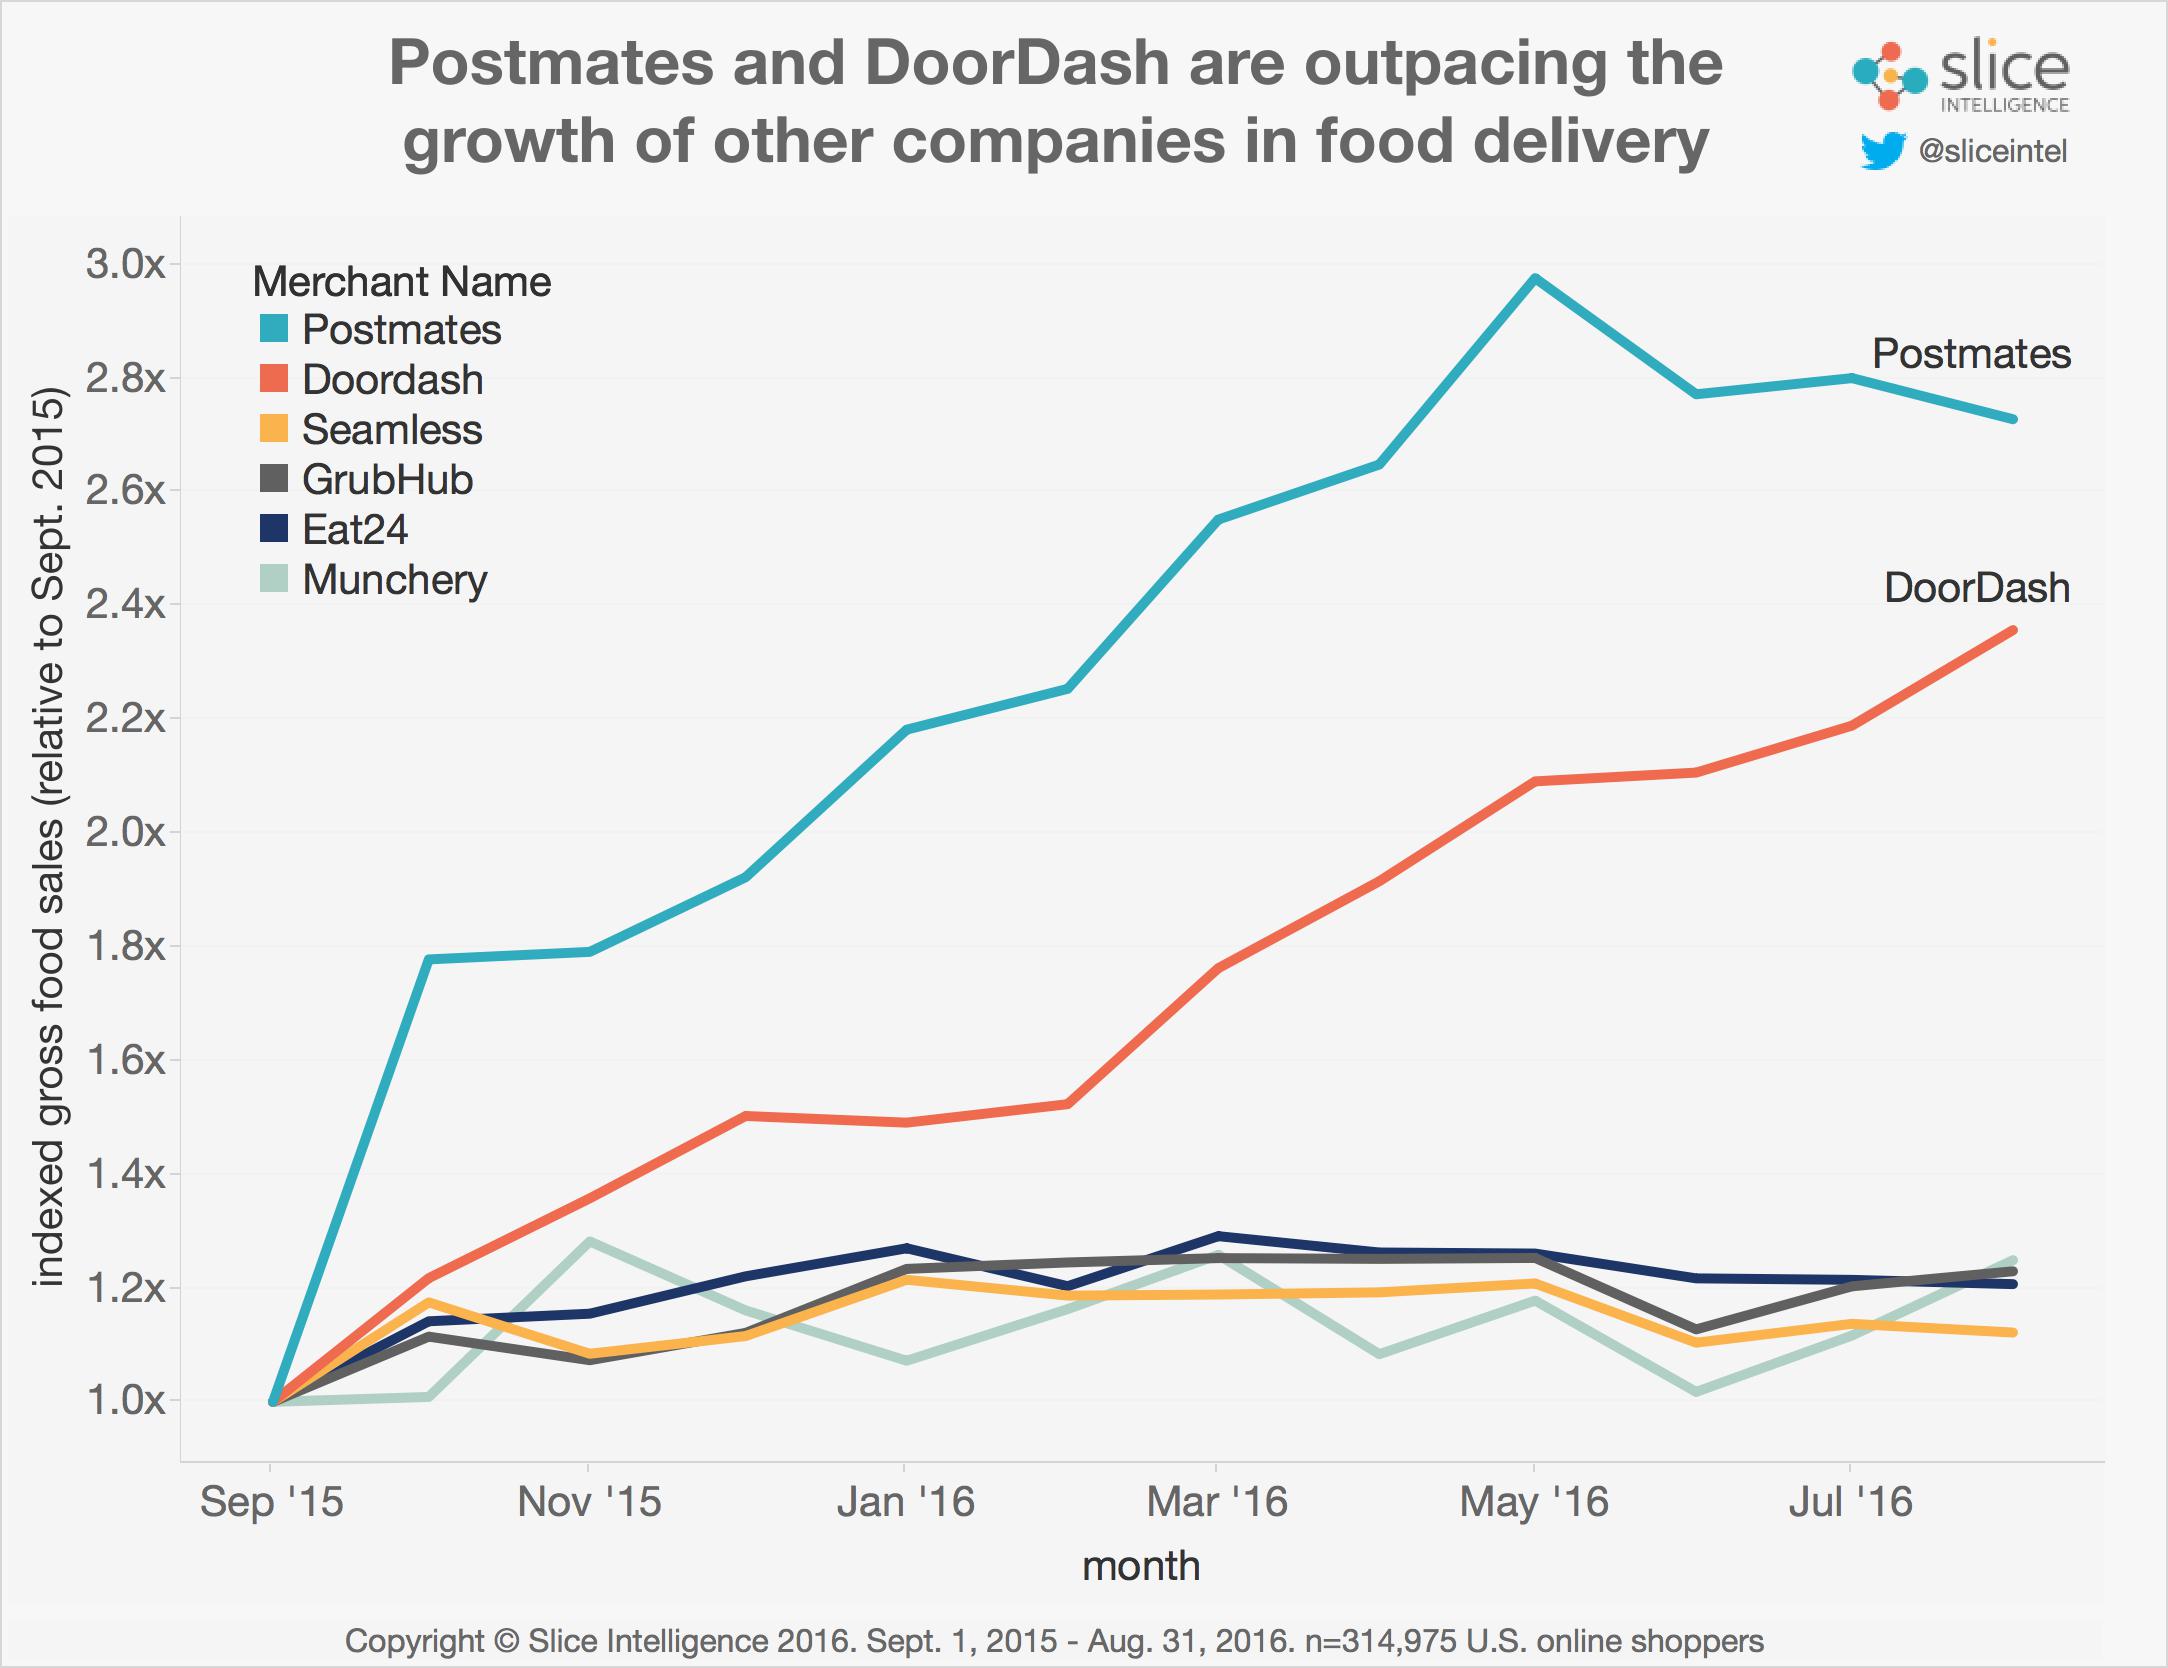 Postmates and DoorDash are outpacing the
growth of other companies in food delivery
slice
INTELLIGENCE
@sliceintel
indexed gross food sales (relative to Sept. 2015)
3.0x
2.8x
2.6x
2.4x
2.2x
2.0x
1.8x
1.6x
1.4x
1.2x
1.0x
Merchant Name
Postmates
Doordash
Seamless
GrubHub
Eat24
Munchery
Postmates
DoorDash
Sep '15 Nov '15 Jan '16 Mar '16 May '16 Jul '16
month
Copyright © Slice Intelligence 2016. Sept. 1, 2015 - Aug. 31, 2016. n=314,975 U.S. online shoppers